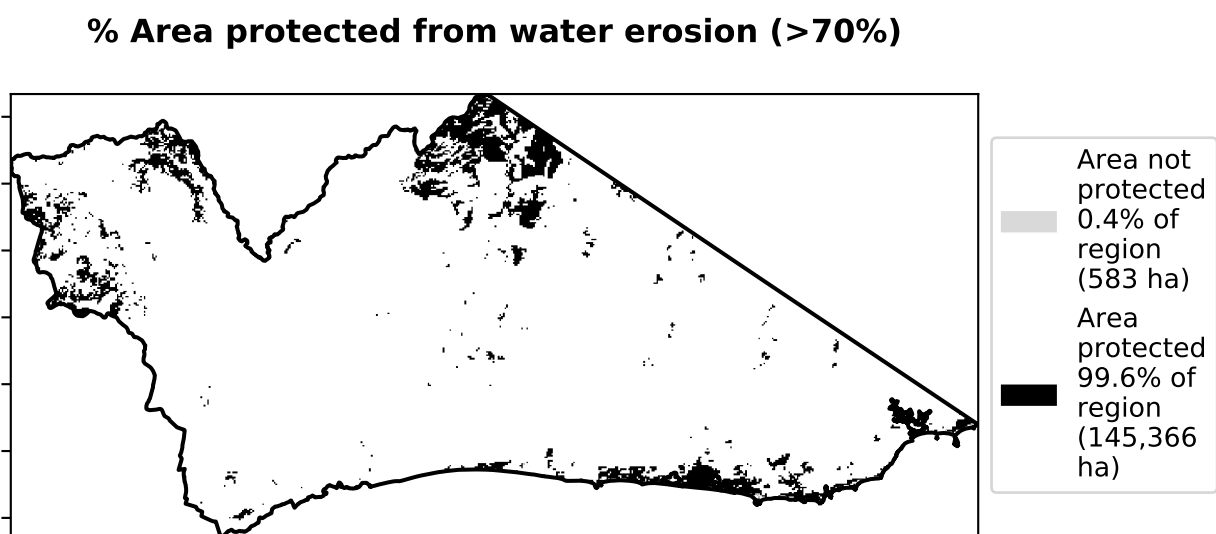 % Area protected from water erosion (>70%)
Area not
protected
0.4% of
region
(583 ha)
Area
protected
99.6% of
region
(145,366
ha)